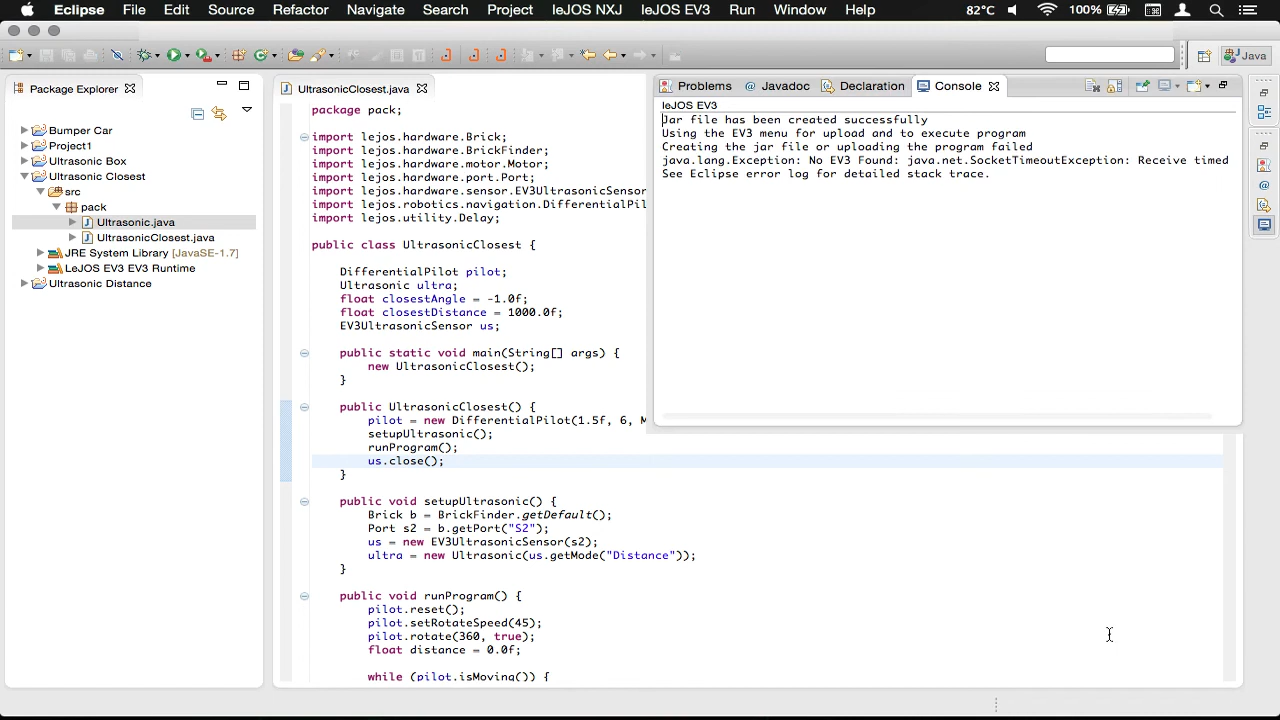 Eclipse File Edit Source Refactor Navigate Search Project leJOS NXJ leJOS EV3 Run Window Help 82°C 100%
Java
Package Explorer
Bumper Car
Project1
Ultrasonic Box
Ultrasonic Closest
src
pack
Ultrasonic.java
UltrasonicClosest.java
JRE System Library [JavaSE-1.7]
LeJOS EV3 EV3 Runtime
Ultrasonic Distance
UltrasonicClosest.java
package pack;
import lejos.hardware.Brick;
import lejos.hardware.BrickFinder;
import lejos.hardware.motor.Motor;
import lejos.hardware.port.Port;
import lejos.hardware.sensor.EV3UltrasonicSensor
import lejos.robotics.navigation.DifferentialPil
import lejos.utility.Delay;
public class UltrasonicClosest {
DifferentialPilot pilot;
Ultrasonic ultra;
float closestAngle = -1.0f;
float closestDistance = 1000.0f;
EV3UltrasonicSensor us;
public static void main(String[] args) {
new UltrasonicClosest();
}
public UltrasonicClosest() {
pilot = new DifferentialPilot(1.5f, 6, M
setupUltrasonic();
runProgram();
us.close();
}
public void setupUltrasonic() {
Brick b = BrickFinder.getDefault();
Port s2 = b.getPort("S2");
us = new EV3UltrasonicSensor(s2);
ultra = new Ultrasonic(us.getMode("Distance"));
}
public void runProgram() {
pilot.reset();
pilot.setRotateSpeed(45);
pilot.rotate(360, true);
float distance = 0.0f;
while (pilot.isMoving()) {
Problems Javadoc Declaration Console
leJOS EV3
Jar file has been created successfully
Using the EV3 menu for upload and to execute program
Creating the jar file or uploading the program failed
java.lang.Exception: No EV3 Found: java.net.SocketTimeoutException: Receive timed
See Eclipse error log for detailed stack trace.